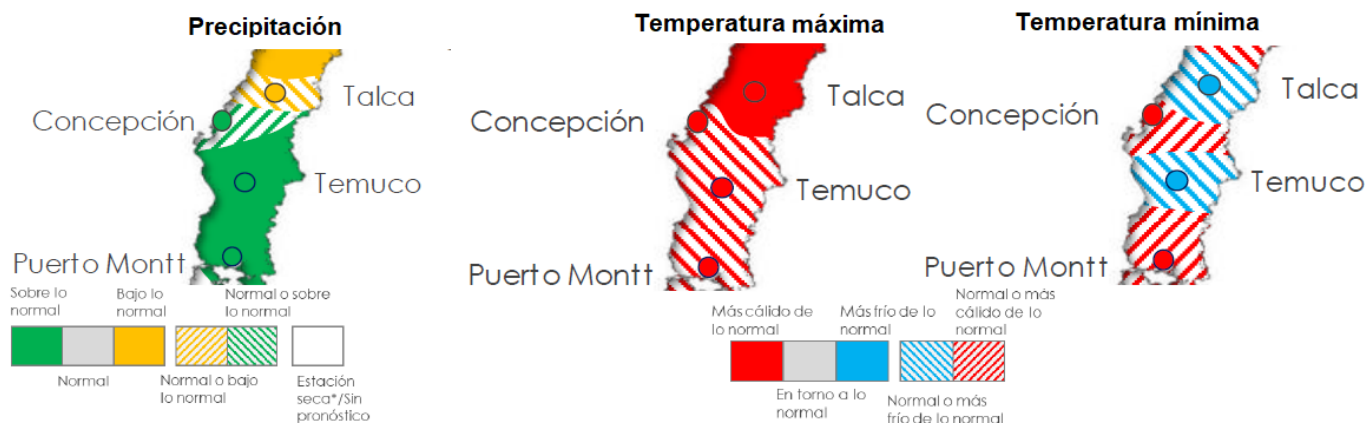 Precipitación
Talca
Concepción
Temuco
Puerto Montt
Sobre lo
normal
Bajo lo
normal
Normal o sobre
lo normal
Normal
Normal o bajo
lo normal
Estación
seca*/Sin
pronóstico
Temperatura máxima
Talca
Concepción
Temuco
Puerto Montt
Temperatura mínima
Talca
Concepción
Temuco
Puerto Montt
Más cálido de
lo normal
Más frío de lo
normal
Normal o más
cálido de lo
normal
En torno a lo
normal
Normal o más
frío de lo normal